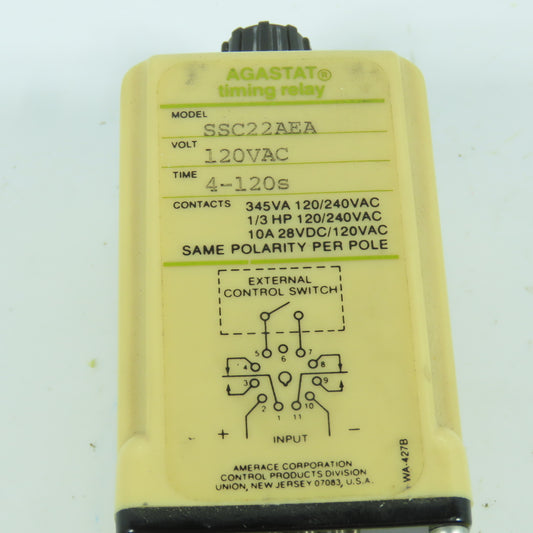 AGASTAT®
timing relay
MODEL SSC22AEA
VOLT 120VAC
TIME 4-120s
CONTACTS 345VA 120/240VAC
1/3 HP 120/240VAC
10A 28VDC/120VAC
SAME POLARITY PER POLE
EXTERNAL
CONTROL SWITCH
5 6 7
4 8
3 9
2 1 11 10
+ INPUT -
AMERACE CORPORATION
CONTROL PRODUCTS DIVISION
UNION, NEW JERSEY 07083, U.S.A.
WA-427B